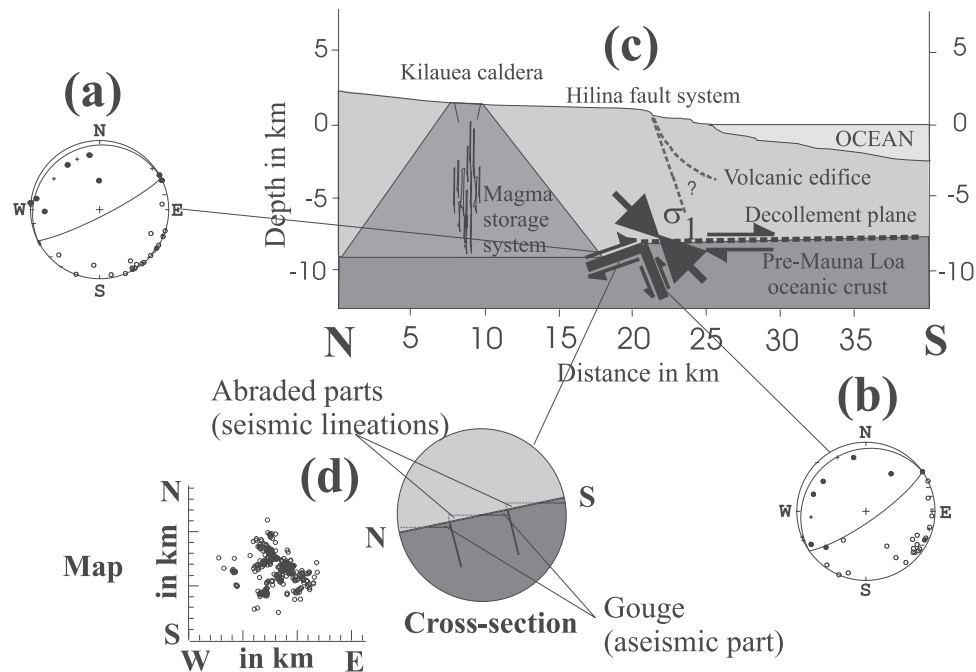 (a)
N
W
E
S
(c)
5
0
-5
-10
Depth in km
5
0
-5
-10
Kilauea caldera
Hilina fault system
OCEAN
Volcanic edifice
?
Magma
storage
system
σ1
Decollement plane
Pre-Mauna Loa
oceanic crust
N
5
10
15
20
25
30
35
S
Distance in km
(b)
N
W
E
S
Abraded parts
(seismic lineations)
(d)
N
S
Cross-section
Gouge
(aseismic part)
Map
N
in km
S
W
in km
E